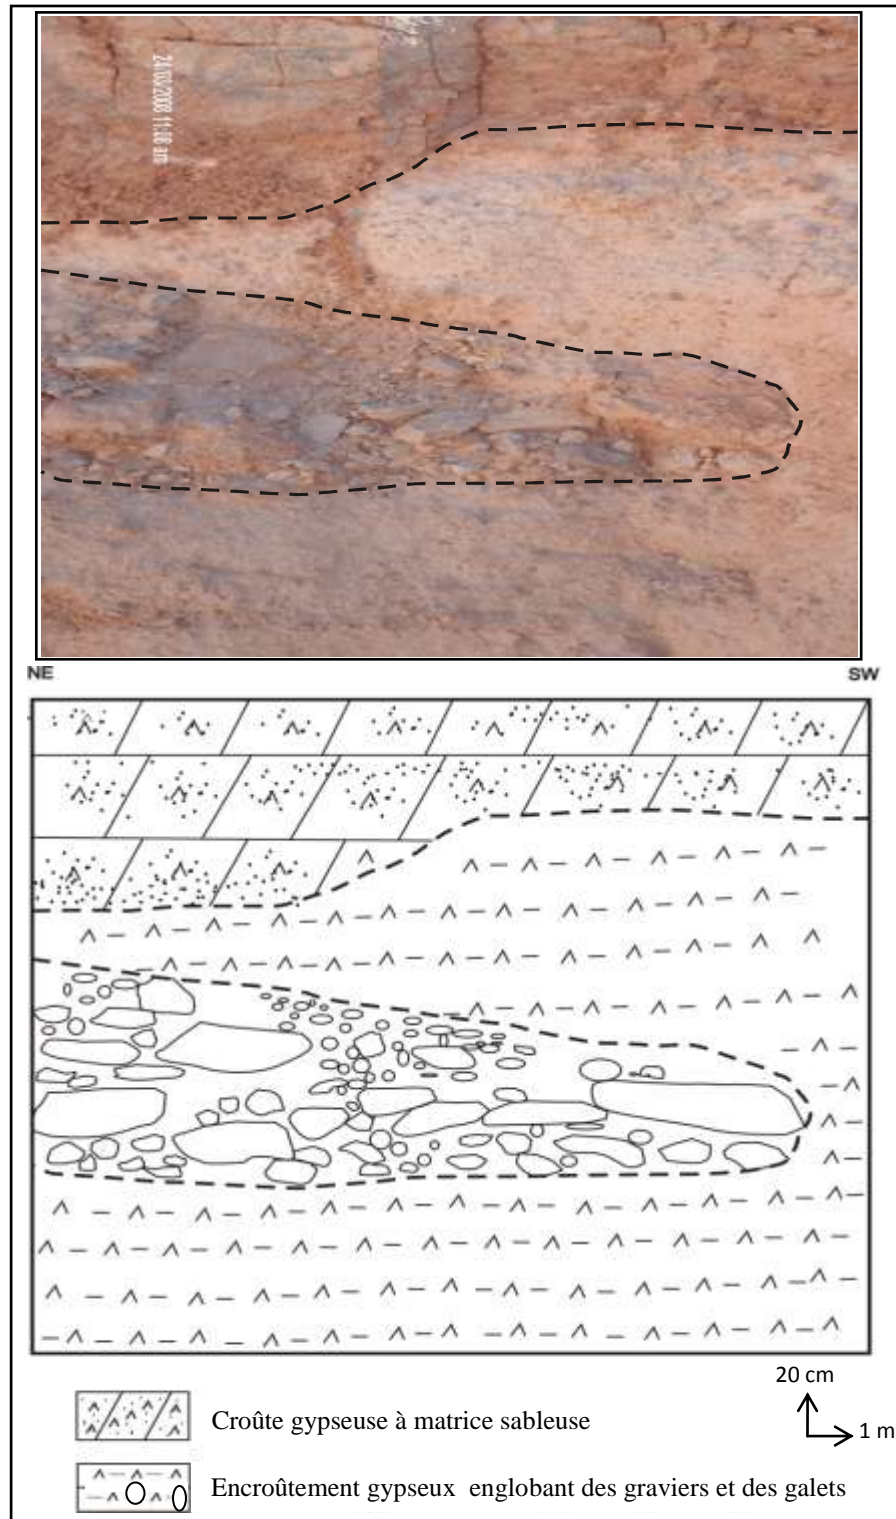 24/03/2008 11:18 am
NE SW
20 cm
1 m
Croûte gypseuse à matrice sableuse
Encroûtement gypseux englobant des graviers et des galets